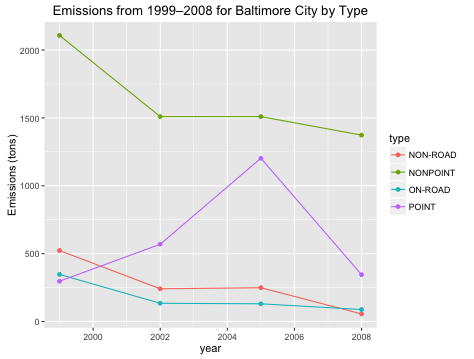 Emissions from 1999–2008 for Baltimore City by Type
Emissions (tons)
2000
1500
1000
500
0
2000
2002
2004
2006
2008
year
type
NON-ROAD
NONPOINT
ON-ROAD
POINT